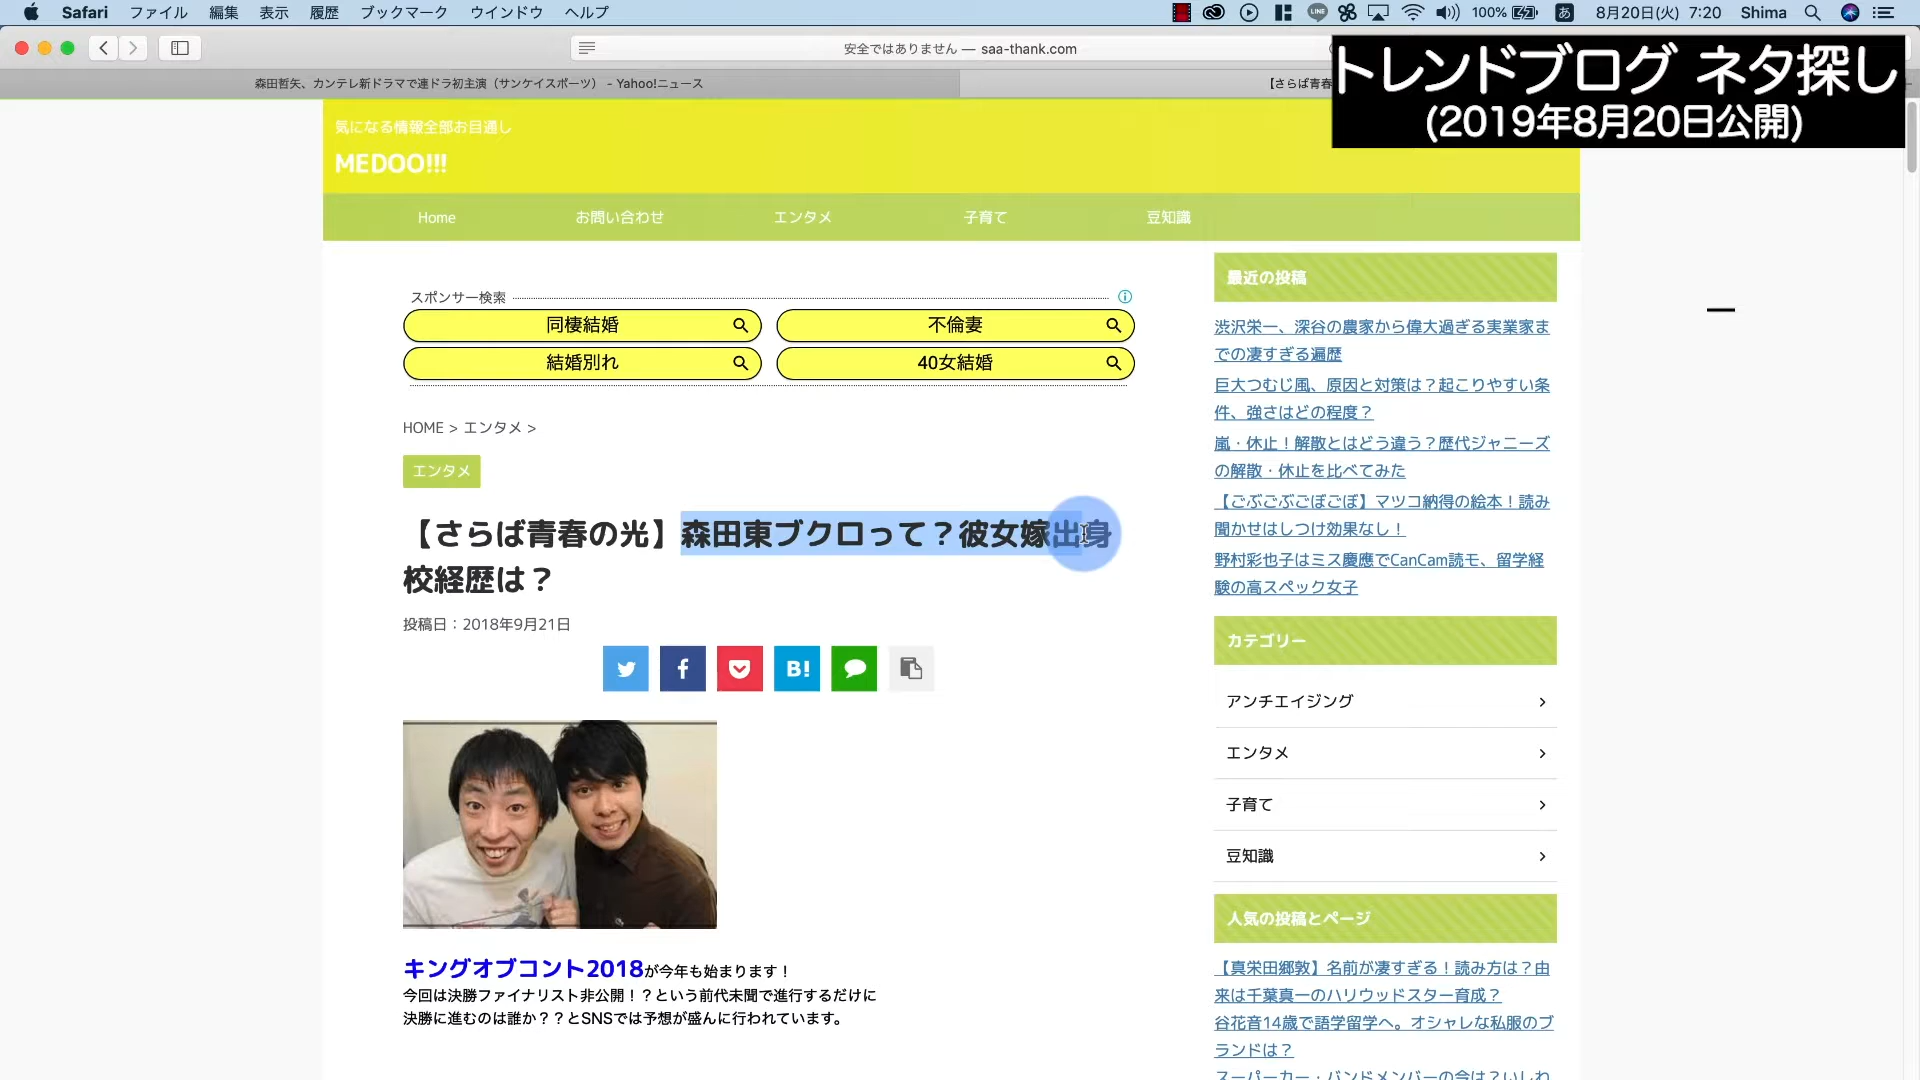 Safari ファイル 編集 表示 履歴 ブックマーク ウインドウ ヘルプ LINE 100% あ 8月20日(火) 7:20 Shima
安全ではありません — saa-thank.com
森田哲矢、カンテレ新ドラマで連ドラ初主演（サンケイスポーツ） - Yahoo!ニュース
【さらば青春
トレンドブログ ネタ探し
(2019年8月20日公開)
気になる情報全部お目通し
MEDOO!!!
Home お問い合わせ エンタメ 子育て 豆知識
スポンサー検索
同棲結婚 不倫妻
結婚別れ 40女結婚
HOME > エンタメ >
エンタメ
【さらば青春の光】森田東ブクロって？彼女嫁出身
校経歴は？
投稿日：2018年9月21日
B!
キングオブコント2018が今年も始まります！
今回は決勝ファイナリスト非公開！？という前代未聞で進行するだけに
決勝に進むのは誰か？？とSNSでは予想が盛んに行われています。
最近の投稿
渋沢栄一、深谷の農家から偉大過ぎる実業家ま
での凄すぎる遍歴
巨大つむじ風、原因と対策は？起こりやすい条
件、強さはどの程度？
嵐・休止！解散とはどう違う？歴代ジャニーズ
の解散・休止を比べてみた
【ごぶごぶごぼごぼ】マツコ納得の絵本！読み
聞かせはしつけ効果なし！
野村彩也子はミス慶應でCanCam読モ、留学経
験の高スペック女子
カテゴリー
アンチエイジング
エンタメ
子育て
豆知識
人気の投稿とページ
【真栄田郷敦】名前が凄すぎる！読み方は？由
来は千葉真一のハリウッドスター育成？
谷花音14歳で語学留学へ。オシャレな私服のブ
ランドは？
スーパーカー・バンドメンバーの今は？いしわ